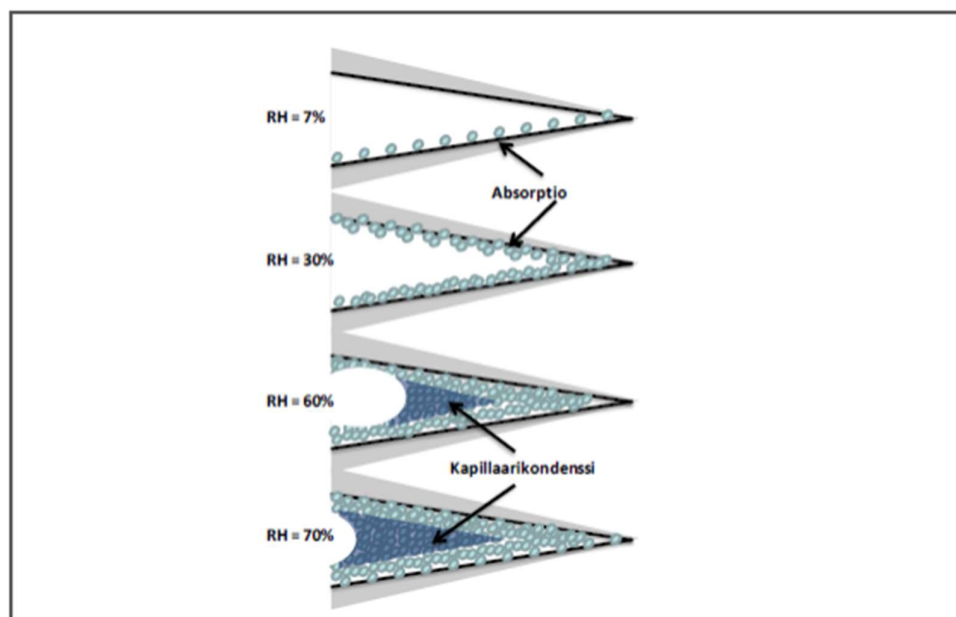 RH = 7%
Absorptio
RH = 30%
RH = 60%
Kapillaarikondenssi
RH = 70%